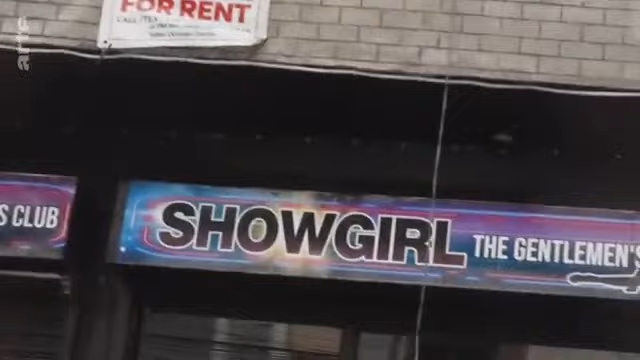 arte
FOR RENT
S CLUB
SHOWGIRL
THE GENTLEMEN'S